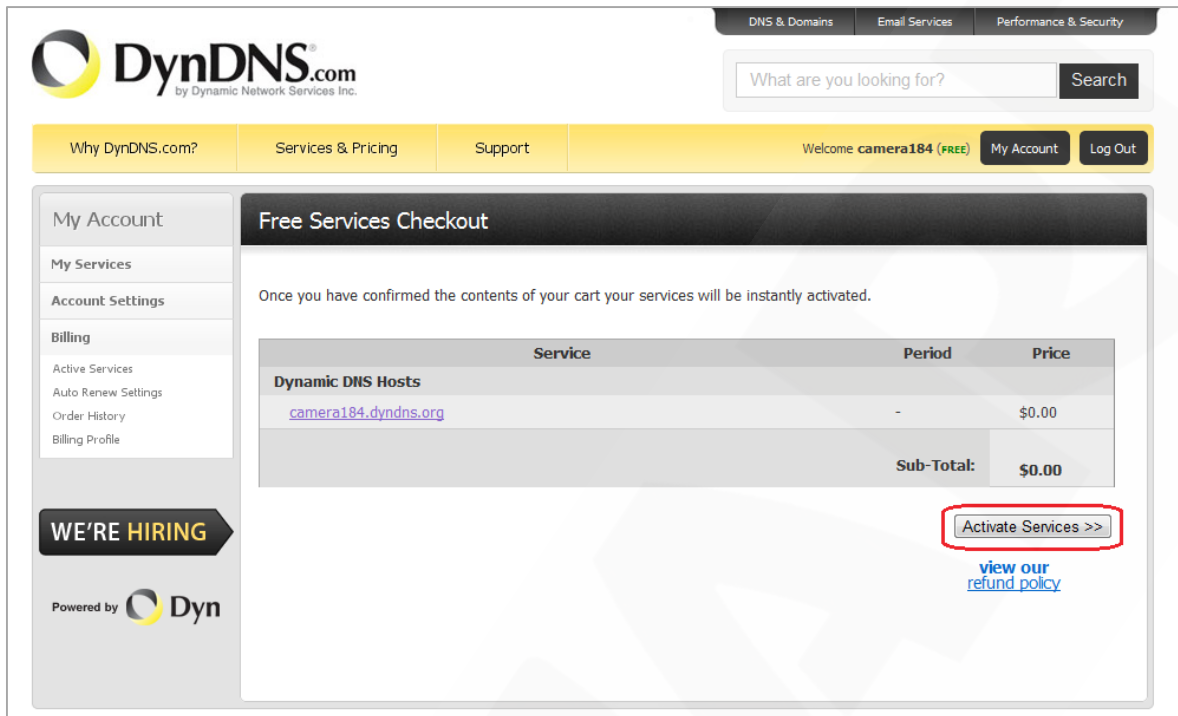 DNS & Domains Email Services Performance & Security
DynDNS.com
by Dynamic Network Services Inc.
What are you looking for? Search
Why DynDNS.com? Services & Pricing Support Welcome camera184 (FREE) My Account Log Out
My Account
My Services
Account Settings
Billing
Active Services
Auto Renew Settings
Order History
Billing Profile
WE'RE HIRING
Powered by Dyn
Free Services Checkout
Once you have confirmed the contents of your cart your services will be instantly activated.
Service Period Price
Dynamic DNS Hosts
camera184.dyndns.org - $0.00
Sub-Total: $0.00
Activate Services >>
view our
refund policy